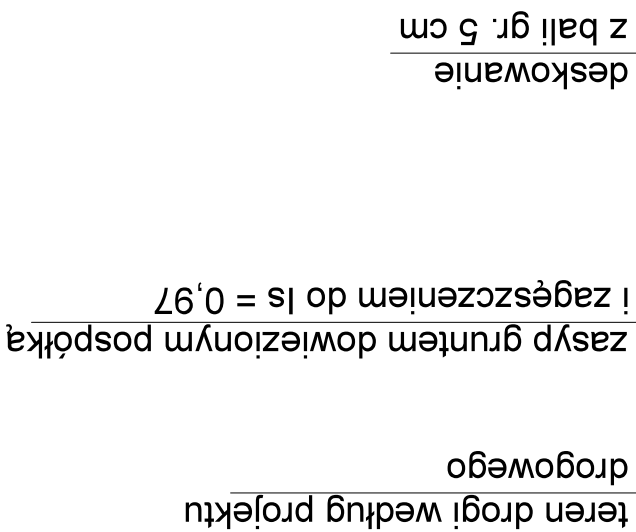 teren drogi według projektu
drogowego
zasyp gruntem dowiezionym pospółką
i zagęszczeniem do Is = 0,97
deskowanie
z bali gr. 5 cm